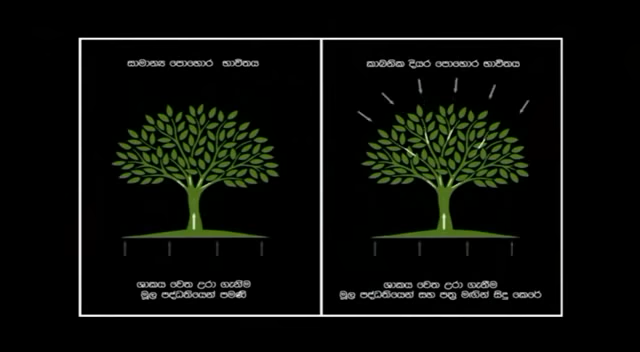 සාමාන්‍ය පොහොර භාවිතය
ශාකය වෙත උරා ගැනීම
මූල පද්ධතියෙන් පමණි
කාබනික දියර පොහොර භාවිතය
ශාකය වෙත උරා ගැනීම
මූල පද්ධතියෙන් සහ පත්‍ර මඟින් සිදු කෙරේ